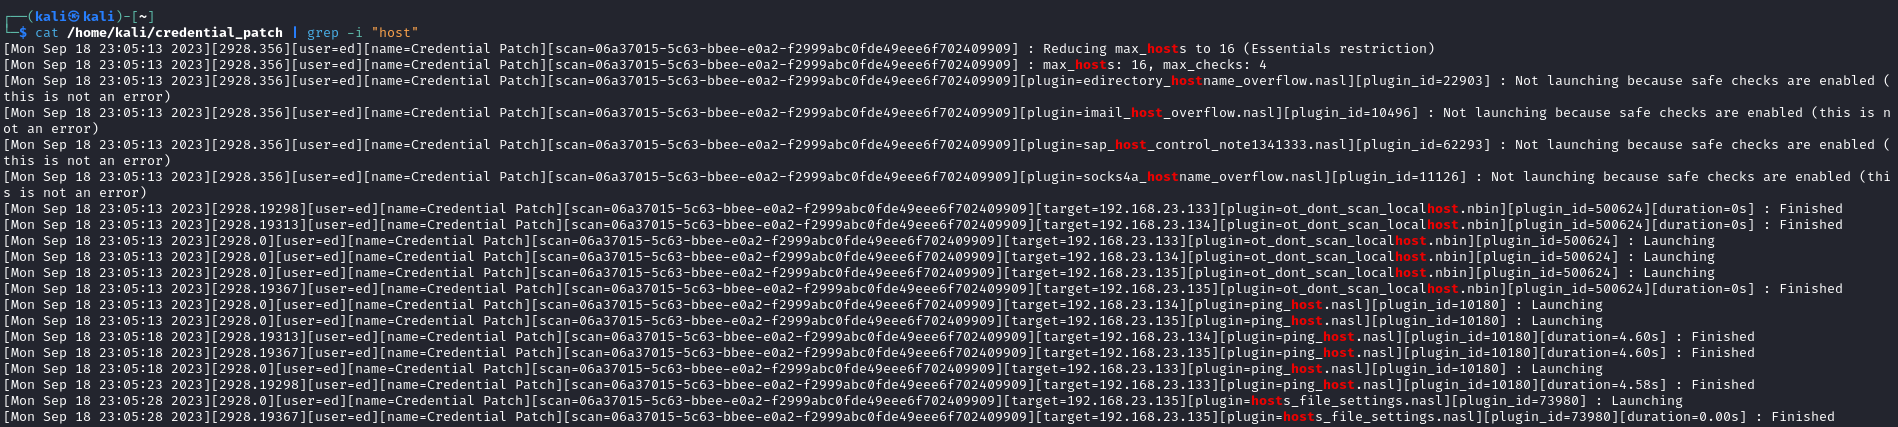 ┌──(kali㉿kali)-[~]
└─$ cat /home/kali/credential_patch | grep -i "host"
[Mon Sep 18 23:05:13 2023][2928.356][user=ed][name=Credential Patch][scan=06a37015-5c63-bbee-e0a2-f2999abc0fde49eee6f702409909] : Reducing max_hosts to 16 (Essentials restriction)
[Mon Sep 18 23:05:13 2023][2928.356][user=ed][name=Credential Patch][scan=06a37015-5c63-bbee-e0a2-f2999abc0fde49eee6f702409909] : max_hosts: 16, max_checks: 4
[Mon Sep 18 23:05:13 2023][2928.356][user=ed][name=Credential Patch][scan=06a37015-5c63-bbee-e0a2-f2999abc0fde49eee6f702409909][plugin=edirectory_hostname_overflow.nasl][plugin_id=22903] : Not launching because safe checks are enabled (
this is not an error)
[Mon Sep 18 23:05:13 2023][2928.356][user=ed][name=Credential Patch][scan=06a37015-5c63-bbee-e0a2-f2999abc0fde49eee6f702409909][plugin=imail_host_overflow.nasl][plugin_id=10496] : Not launching because safe checks are enabled (this is n
ot an error)
[Mon Sep 18 23:05:13 2023][2928.356][user=ed][name=Credential Patch][scan=06a37015-5c63-bbee-e0a2-f2999abc0fde49eee6f702409909][plugin=sap_host_control_note1341333.nasl][plugin_id=62293] : Not launching because safe checks are enabled (
this is not an error)
[Mon Sep 18 23:05:13 2023][2928.356][user=ed][name=Credential Patch][scan=06a37015-5c63-bbee-e0a2-f2999abc0fde49eee6f702409909][plugin=socks4a_hostname_overflow.nasl][plugin_id=11126] : Not launching because safe checks are enabled (thi
s is not an error)
[Mon Sep 18 23:05:13 2023][2928.19298][user=ed][name=Credential Patch][scan=06a37015-5c63-bbee-e0a2-f2999abc0fde49eee6f702409909][target=192.168.23.133][plugin=ot_dont_scan_localhost.nbin][plugin_id=500624][duration=0s] : Finished
[Mon Sep 18 23:05:13 2023][2928.19313][user=ed][name=Credential Patch][scan=06a37015-5c63-bbee-e0a2-f2999abc0fde49eee6f702409909][target=192.168.23.134][plugin=ot_dont_scan_localhost.nbin][plugin_id=500624][duration=0s] : Finished
[Mon Sep 18 23:05:13 2023][2928.0][user=ed][name=Credential Patch][scan=06a37015-5c63-bbee-e0a2-f2999abc0fde49eee6f702409909][target=192.168.23.133][plugin=ot_dont_scan_localhost.nbin][plugin_id=500624] : Launching
[Mon Sep 18 23:05:13 2023][2928.0][user=ed][name=Credential Patch][scan=06a37015-5c63-bbee-e0a2-f2999abc0fde49eee6f702409909][target=192.168.23.134][plugin=ot_dont_scan_localhost.nbin][plugin_id=500624] : Launching
[Mon Sep 18 23:05:13 2023][2928.0][user=ed][name=Credential Patch][scan=06a37015-5c63-bbee-e0a2-f2999abc0fde49eee6f702409909][target=192.168.23.135][plugin=ot_dont_scan_localhost.nbin][plugin_id=500624] : Launching
[Mon Sep 18 23:05:13 2023][2928.19367][user=ed][name=Credential Patch][scan=06a37015-5c63-bbee-e0a2-f2999abc0fde49eee6f702409909][target=192.168.23.135][plugin=ot_dont_scan_localhost.nbin][plugin_id=500624][duration=0s] : Finished
[Mon Sep 18 23:05:13 2023][2928.0][user=ed][name=Credential Patch][scan=06a37015-5c63-bbee-e0a2-f2999abc0fde49eee6f702409909][target=192.168.23.134][plugin=ping_host.nasl][plugin_id=10180] : Launching
[Mon Sep 18 23:05:13 2023][2928.0][user=ed][name=Credential Patch][scan=06a37015-5c63-bbee-e0a2-f2999abc0fde49eee6f702409909][target=192.168.23.135][plugin=ping_host.nasl][plugin_id=10180] : Launching
[Mon Sep 18 23:05:18 2023][2928.19313][user=ed][name=Credential Patch][scan=06a37015-5c63-bbee-e0a2-f2999abc0fde49eee6f702409909][target=192.168.23.134][plugin=ping_host.nasl][plugin_id=10180][duration=4.60s] : Finished
[Mon Sep 18 23:05:18 2023][2928.19367][user=ed][name=Credential Patch][scan=06a37015-5c63-bbee-e0a2-f2999abc0fde49eee6f702409909][target=192.168.23.135][plugin=ping_host.nasl][plugin_id=10180][duration=4.60s] : Finished
[Mon Sep 18 23:05:18 2023][2928.0][user=ed][name=Credential Patch][scan=06a37015-5c63-bbee-e0a2-f2999abc0fde49eee6f702409909][target=192.168.23.133][plugin=ping_host.nasl][plugin_id=10180] : Launching
[Mon Sep 18 23:05:23 2023][2928.19298][user=ed][name=Credential Patch][scan=06a37015-5c63-bbee-e0a2-f2999abc0fde49eee6f702409909][target=192.168.23.133][plugin=ping_host.nasl][plugin_id=10180][duration=4.58s] : Finished
[Mon Sep 18 23:05:28 2023][2928.0][user=ed][name=Credential Patch][scan=06a37015-5c63-bbee-e0a2-f2999abc0fde49eee6f702409909][target=192.168.23.135][plugin=hosts_file_settings.nasl][plugin_id=73980] : Launching
[Mon Sep 18 23:05:28 2023][2928.19367][user=ed][name=Credential Patch][scan=06a37015-5c63-bbee-e0a2-f2999abc0fde49eee6f702409909][target=192.168.23.135][plugin=hosts_file_settings.nasl][plugin_id=73980][duration=0.00s] : Finished